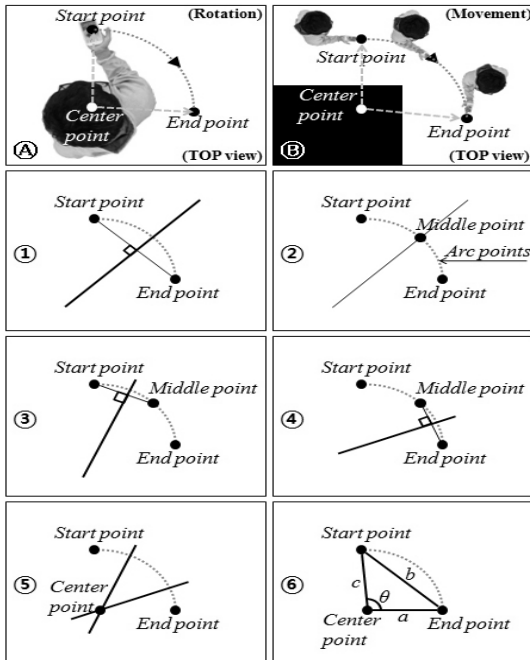 (Rotation)
Start point
Center
point
End point
Ⓐ
(TOP view)
(Movement)
Start point
Center
point
End point
Ⓑ
(TOP view)
①
Start point
End point
②
Start point
Middle point
Arc points
End point
③
Start point
Middle point
End point
④
Start point
Middle point
End point
⑤
Start point
Center
point
End point
⑥
Start point
b
c
θ
a
Center
point
End point